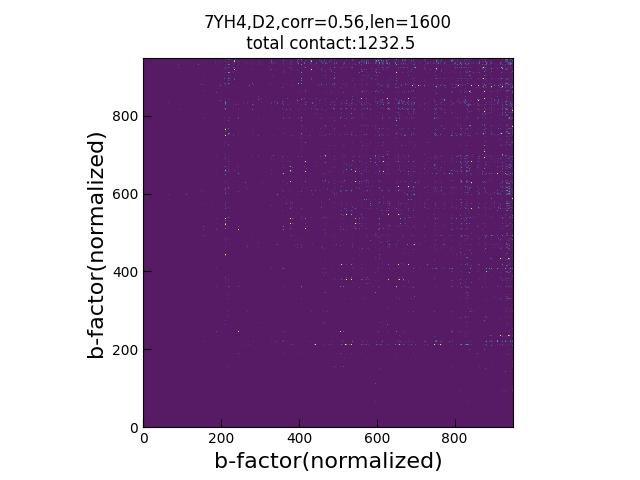 7YH4,D2,corr=0.56,len=1600
total contact:1232.5
b-factor(normalized)
800
600
400
200
0
0 200 400 600 800
b-factor(normalized)